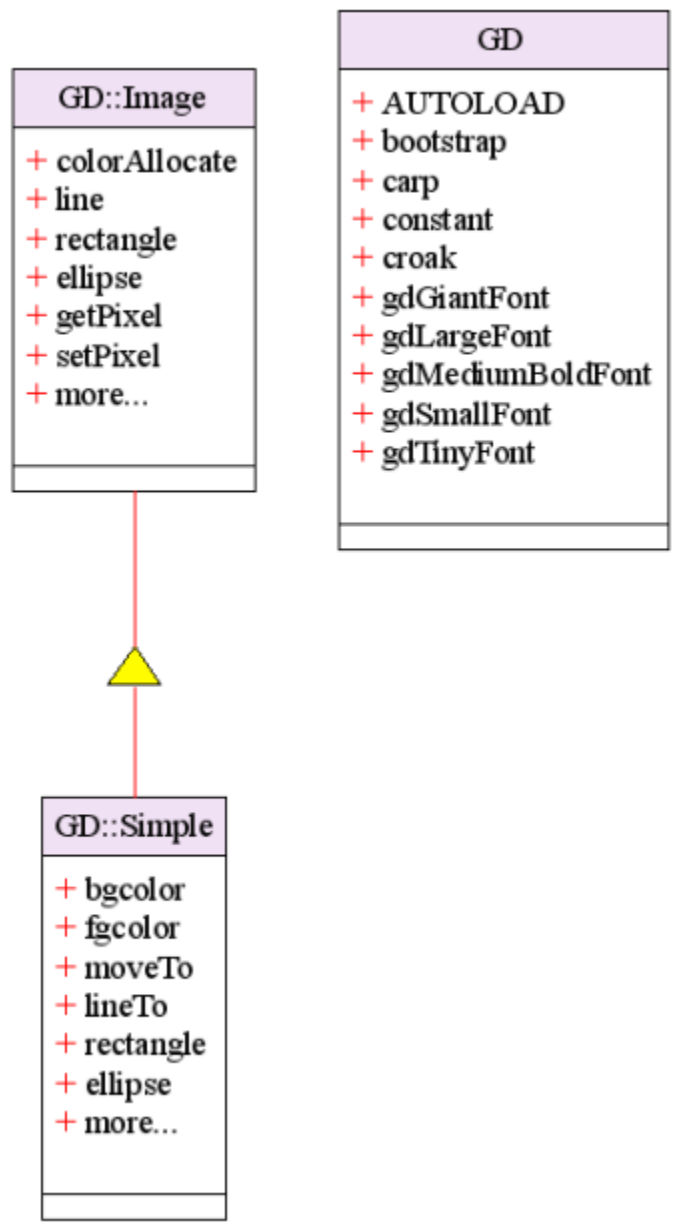 GD::Image
+ colorAllocate
+ line
+ rectangle
+ ellipse
+ getPixel
+ setPixel
+ more...
GD
+ AUTOLOAD
+ bootstrap
+ carp
+ constant
+ croak
+ gdGiantFont
+ gdLargeFont
+ gdMediumBoldFont
+ gdSmallFont
+ gdTinyFont
GD::Simple
+ bgcolor
+ fgcolor
+ moveTo
+ lineTo
+ rectangle
+ ellipse
+ more...